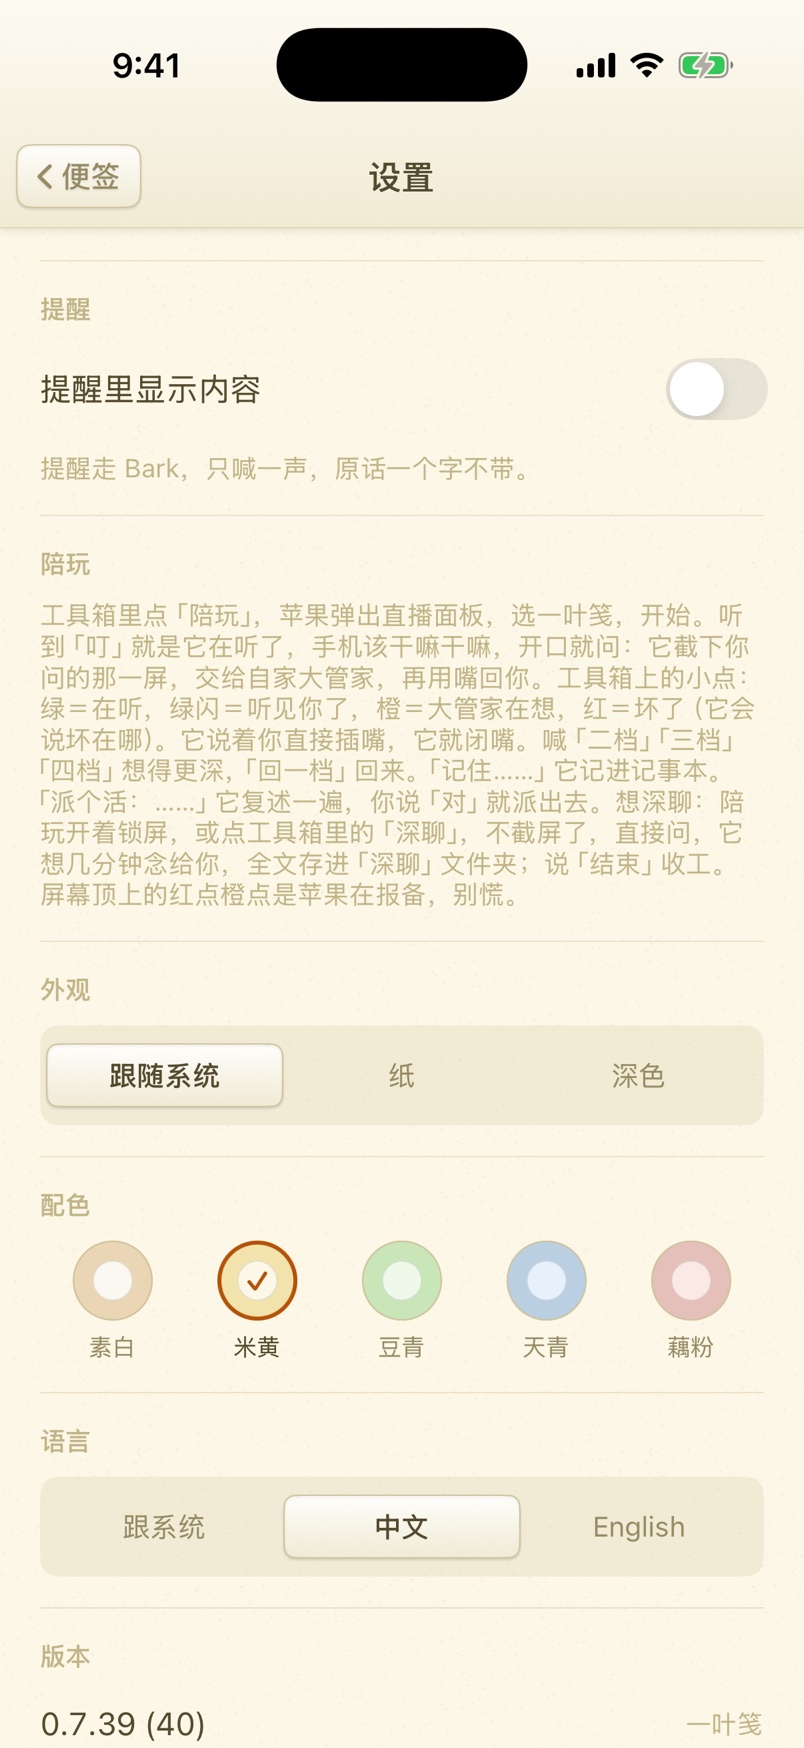 9:41
便签
设置
提醒
提醒里显示内容
提醒走 Bark，只喊一声，原话一个字不带。
陪玩
工具箱里点「陪玩」，苹果弹出直播面板，选一叶笺，开始。听
到「叮」就是它在听了，手机该干嘛干嘛，开口就问：它截下你
问的那一屏，交给自家大管家，再用嘴回你。工具箱上的小点：
绿＝在听，绿闪＝听见你了，橙＝大管家在想，红＝坏了（它会
说坏在哪）。它说着你直接插嘴，它就闭嘴。喊「二档」「三档」
「四档」想得更深，「回一档」回来。「记住……」它记进记事本。
「派个活：……」它复述一遍，你说「对」就派出去。想深聊：陪
玩开着锁屏，或点工具箱里的「深聊」，不截屏了，直接问，它
想几分钟念给你，全文存进「深聊」文件夹；说「结束」收工。
屏幕顶上的红点橙点是苹果在报备，别慌。
外观
跟随系统 纸 深色
配色
素白 米黄 豆青 天青 藕粉
语言
跟系统 中文 English
版本
0.7.39 (40) 一叶笺